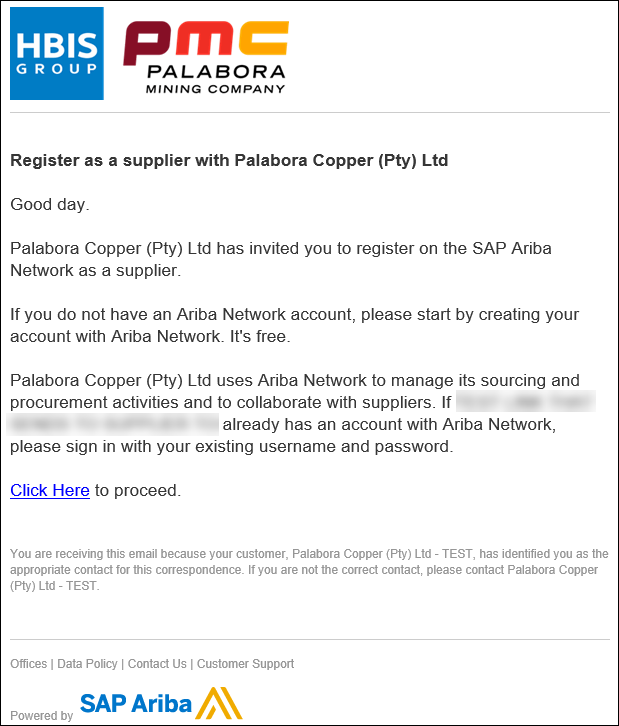 HBIS
GROUP
pmc
PALABORA
MINING COMPANY
Register as a supplier with Palabora Copper (Pty) Ltd
Good day.
Palabora Copper (Pty) Ltd has invited you to register on the SAP Ariba
Network as a supplier.
If you do not have an Ariba Network account, please start by creating your
account with Ariba Network. It's free.
Palabora Copper (Pty) Ltd uses Ariba Network to manage its sourcing and
procurement activities and to collaborate with suppliers. If
already has an account with Ariba Network,
please sign in with your existing username and password.
Click Here to proceed.
You are receiving this email because your customer, Palabora Copper (Pty) Ltd - TEST, has identified you as the
appropriate contact for this correspondence. If you are not the correct contact, please contact Palabora Copper
(Pty) Ltd - TEST.
Offices | Data Policy | Contact Us | Customer Support
Powered by SAP Ariba